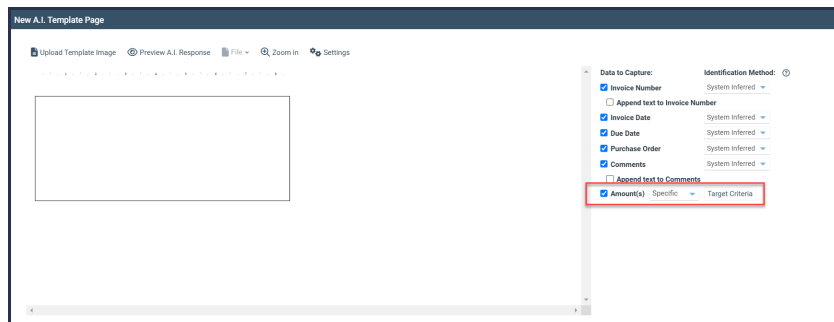 New A.I. Template Page
Upload Template Image Preview A.I. Response File Zoom in Settings
Data to Capture: Identification Method:
Invoice Number System Inferred
Append text to Invoice Number
Invoice Date System Inferred
Due Date System Inferred
Purchase Order System Inferred
Comments System Inferred
Append text to Comments
Amount(s) Specific Target Criteria